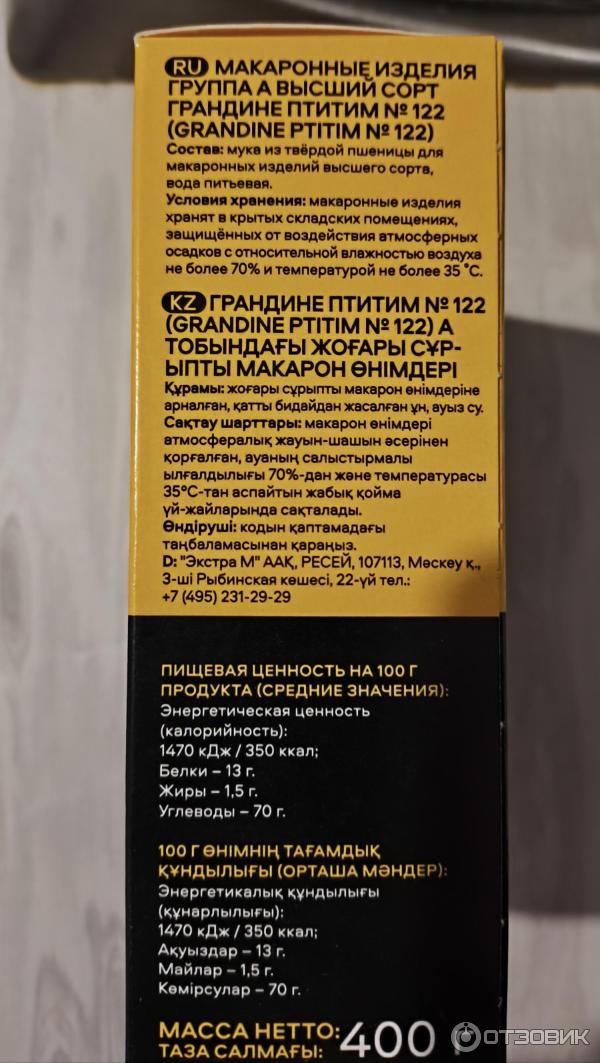 RU МАКАРОННЫЕ ИЗДЕЛИЯ
ГРУППА А ВЫСШИЙ СОРТ
ГРАНДИНЕ ПТИТИМ № 122
(GRANDINE PTITIM № 122)
Состав: мука из твёрдой пшеницы для
макаронных изделий высшего сорта,
вода питьевая.
Условия хранения: макаронные изделия
хранят в крытых складских помещениях,
защищённых от воздействия атмосферных
осадков с относительной влажностью воздуха
не более 70% и температурой не более 35 °С.
KZ ГРАНДИНЕ ПТИТИМ № 122
(GRANDINE PTITIM № 122) А
ТОБЫНДАҒЫ ЖОҒАРЫ СҰР-
ЫПТЫ МАКАРОН ӨНІМДЕРІ
Құрамы: жоғары сұрыпты макарон өнімдеріне
арналған, қатты бидайдан жасалған ұн, ауыз су.
Сақтау шарттары: макарон өнімдері
атмосфералық жауын-шашын әсерінен
қорғалған, ауаның салыстырмалы
ылғалдылығы 70%-дан және температурасы
35°С-тан аспайтын жабық қойма
үй-жайларында сақталады.
Өндіруші: кодын қаптамадағы
таңбаламасынан қараңыз.
D: "Экстра М" ААҚ, РЕСЕЙ, 107113, Мәскеу қ.,
3-ші Рыбинская көшесі, 22-үй тел.:
+7 (495) 231-29-29
ПИЩЕВАЯ ЦЕННОСТЬ НА 100 Г
ПРОДУКТА (СРЕДНИЕ ЗНАЧЕНИЯ):
Энергетическая ценность
(калорийность):
1470 кДж / 350 ккал;
Белки – 13 г.
Жиры – 1,5 г.
Углеводы – 70 г.
100 Г ӨНІМНІҢ ТАҒАМДЫҚ
ҚҰНДЫЛЫҒЫ (ОРТАША МӘНДЕР):
Энергетикалық құндылығы
(құнарлылығы):
1470 кДж / 350 ккал;
Ақуыздар – 13 г.
Майлар – 1,5 г.
Көмірсулар – 70 г.
МАССА НЕТТО: 400
ТАЗА САЛМАҒЫ:
ОТЗОВИК